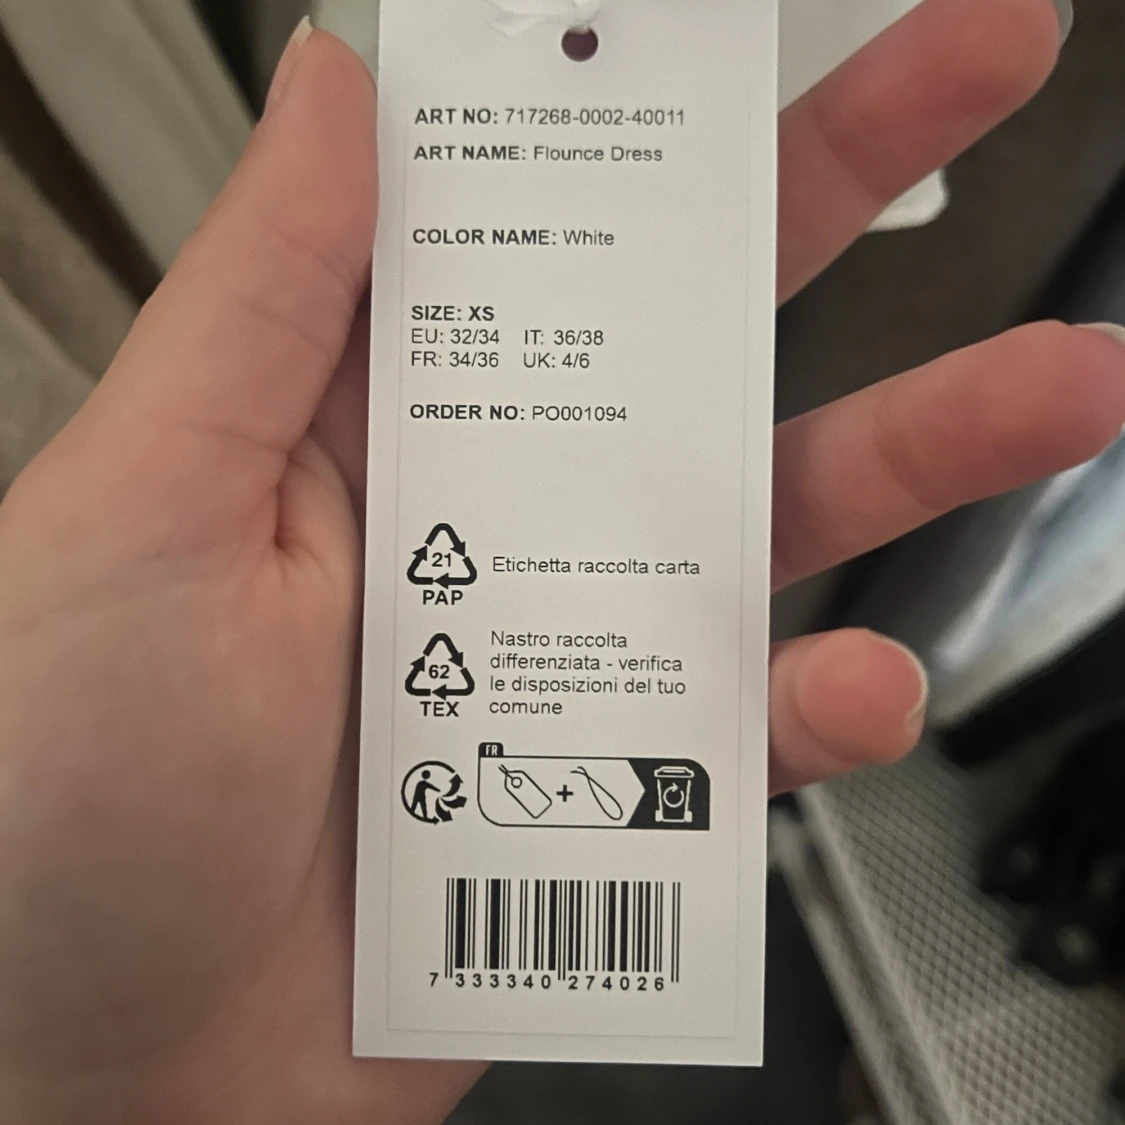 ART NO: 717268-0002-40011
ART NAME: Flounce Dress
COLOR NAME: White
SIZE: XS
EU: 32/34 IT: 36/38
FR: 34/36 UK: 4/6
ORDER NO: PO001094
21
PAP
Etichetta raccolta carta
62
TEX
Nastro raccolta
differenziata - verifica
le disposizioni del tuo
comune
FR
7 333340 274026